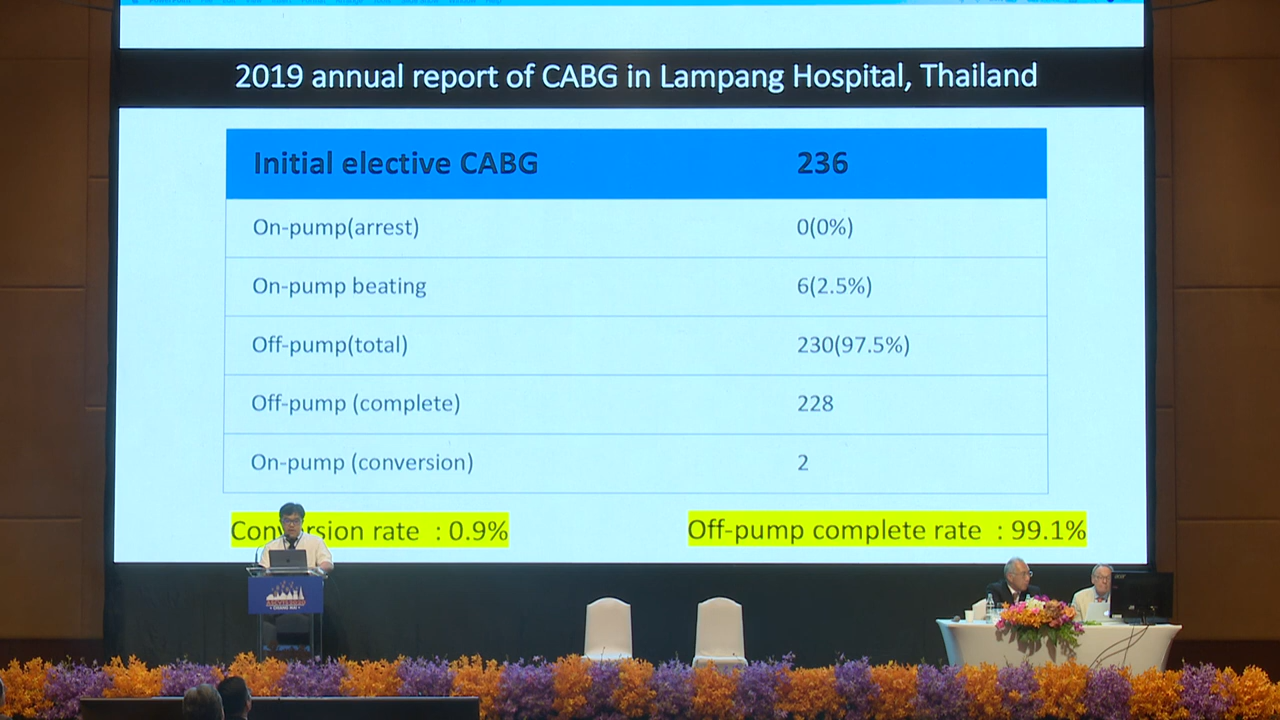 2019 annual report of CABG in Lampang Hospital, Thailand
Initial elective CABG 236
On-pump(arrest) 0(0%)
On-pump beating 6(2.5%)
Off-pump(total) 230(97.5%)
Off-pump (complete) 228
On-pump (conversion) 2
rate : 0.9% Off-pump complete rate : 99.1%
CHIANG MAI